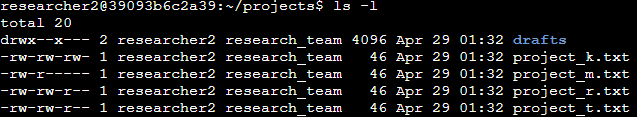 researcher2@39093b6c2a39:~/projects$ ls -l
total 20
drwx--x--- 2 researcher2 research_team 4096 Apr 29 01:32 drafts
-rw-rw-rw- 1 researcher2 research_team   46 Apr 29 01:32 project_k.txt
-rw-r----- 1 researcher2 research_team   46 Apr 29 01:32 project_m.txt
-rw-rw-r-- 1 researcher2 research_team   46 Apr 29 01:32 project_r.txt
-rw-rw-r-- 1 researcher2 research_team   46 Apr 29 01:32 project_t.txt